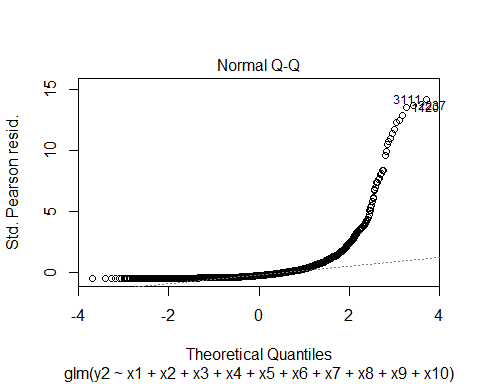 Normal Q-Q
Std. Pearson resid.
15
10
5
0
3111
-4
-2
0
2
4
Theoretical Quantiles
glm(y2 ~ x1 + x2 + x3 + x4 + x5 + x6 + x7 + x8 + x9 + x10)